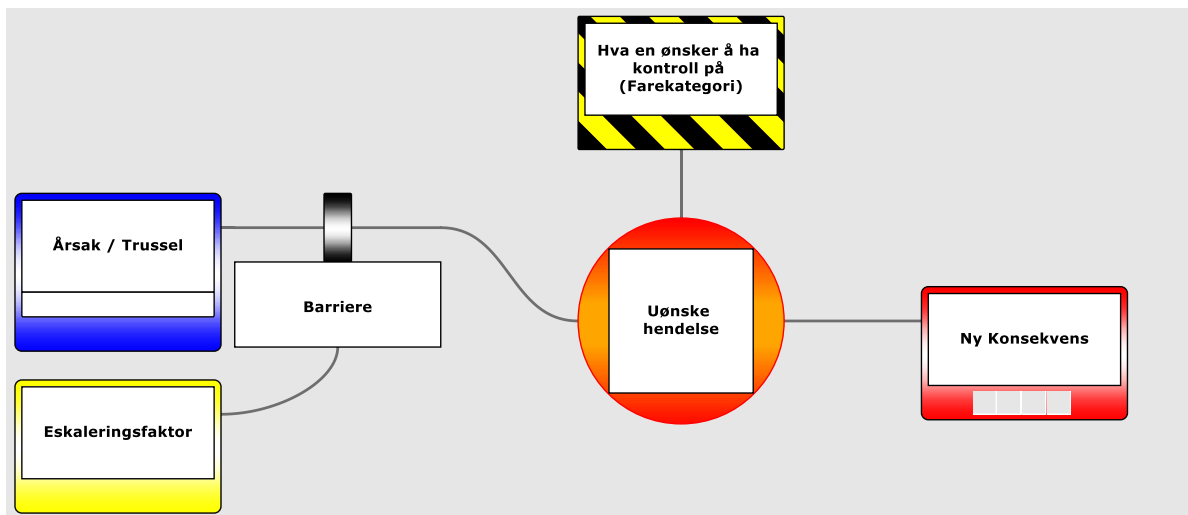 Hva en ønsker å ha
kontroll på
(Farekategori)
Årsak / Trussel
Barriere
Uønske
hendelse
Ny Konsekvens
Eskaleringsfaktor